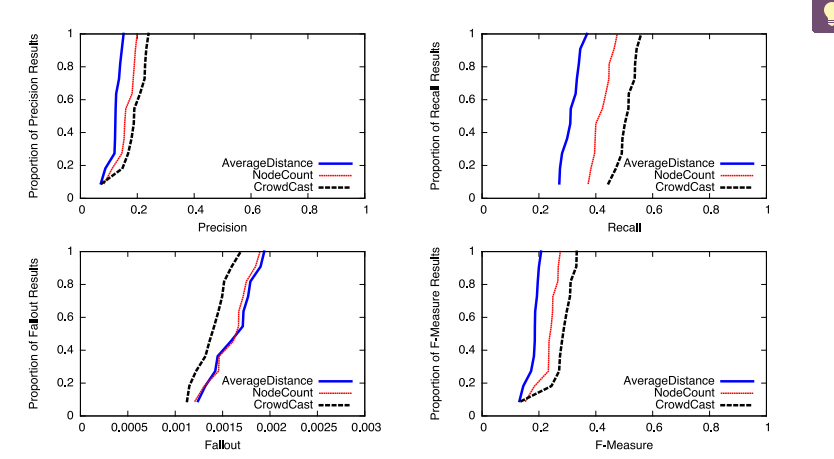 Proportion of Precision Results
1
0.8
0.6
0.4
0.2
0
0 0.2 0.4 0.6 0.8 1
Precision
AverageDistance
NodeCount
CrowdCast
Proportion of Recall Results
1
0.8
0.6
0.4
0.2
0
0 0.2 0.4 0.6 0.8 1
Recall
AverageDistance
NodeCount
CrowdCast
Proportion of Fallout Results
1
0.8
0.6
0.4
0.2
0
0 0.0005 0.001 0.0015 0.002 0.0025 0.003
Fallout
AverageDistance
NodeCount
CrowdCast
Proportion of F-Measure Results
1
0.8
0.6
0.4
0.2
0
0 0.2 0.4 0.6 0.8 1
F-Measure
AverageDistance
NodeCount
CrowdCast